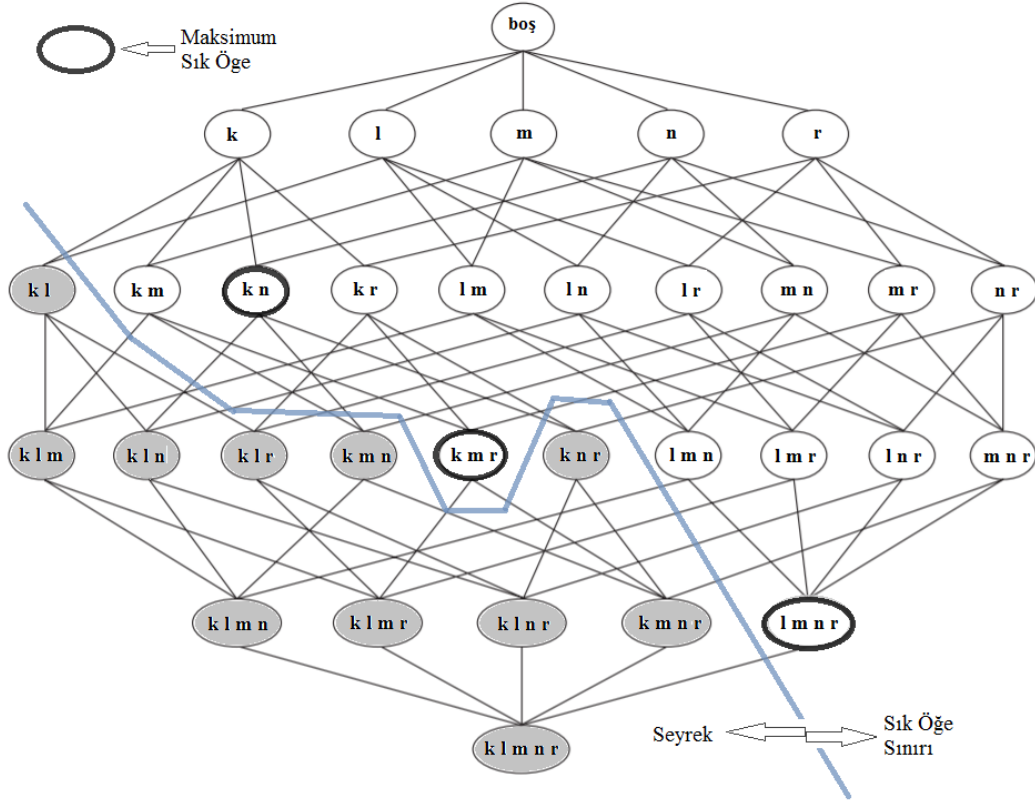 boş
Maksimum
Sık Öge
k l m n r
k l k m k n k r l m l n l r m n m r n r
k l m k l n k l r k m n k m r k n r l m n l m r l n r m n r
k l m n k l m r k l n r k m n r l m n r
Seyrek
Sık Öğe
Sınırı
k l m n r